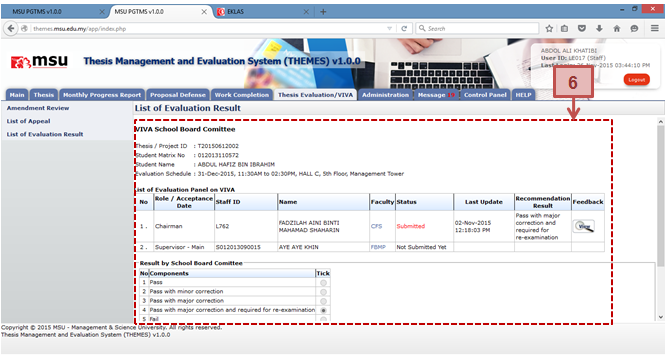 MSU PGTMS v1.0.0
MSU PGTMS v1.0.0
EKLAS
themes.msu.edu.my/app/index.php
Search
msu
Thesis Management and Evaluation System (THEMES) v1.0.0
ABDOL ALI KHATIBI
User ID: LE017 (Staff)
2015 03:44:10 PM
Logout
Main Thesis Monthly Progress Report Proposal Defense Work Completion Thesis Evaluation/VIVA Administration Message Control Panel HELP
6
Amendment Review
List of Appeal
List of Evaluation Result
List of Evaluation Result
VIVA School Board Comittee
Thesis / Project ID : T20150612002
Student Matrix No : 012013110572
Student Name : ABDUL HAFIZ BIN IBRAHIM
Evaluation Schedule : 31-Dec-2015, 11:30AM to 02:30PM, HALL C, 5th Floor, Management Tower
List of Evaluation Panel on VIVA
No Role / Acceptance Date Staff ID Name Faculty Status Last Update Recommendation Result Feedback
1 . Chairman L762 FADZILAH AINI BINTI MAHAMAD SHAHARIN CFS Submitted 02-Nov-2015 12:18:03 PM Pass with major correction and required for re-examination View
2 . Supervisor - Main S012013090015 AYE AYE KHIN FBMP Not Submitted Yet
Result by School Board Comittee
No Components Tick
1 Pass
2 Pass with minor correction
3 Pass with major correction
4 Pass with major correction and required for re-examination
5 Fail
Copyright © 2015 MSU - Management & Science University. All rights reserved.
Thesis Management and Evaluation System (THEMES) v1.0.0